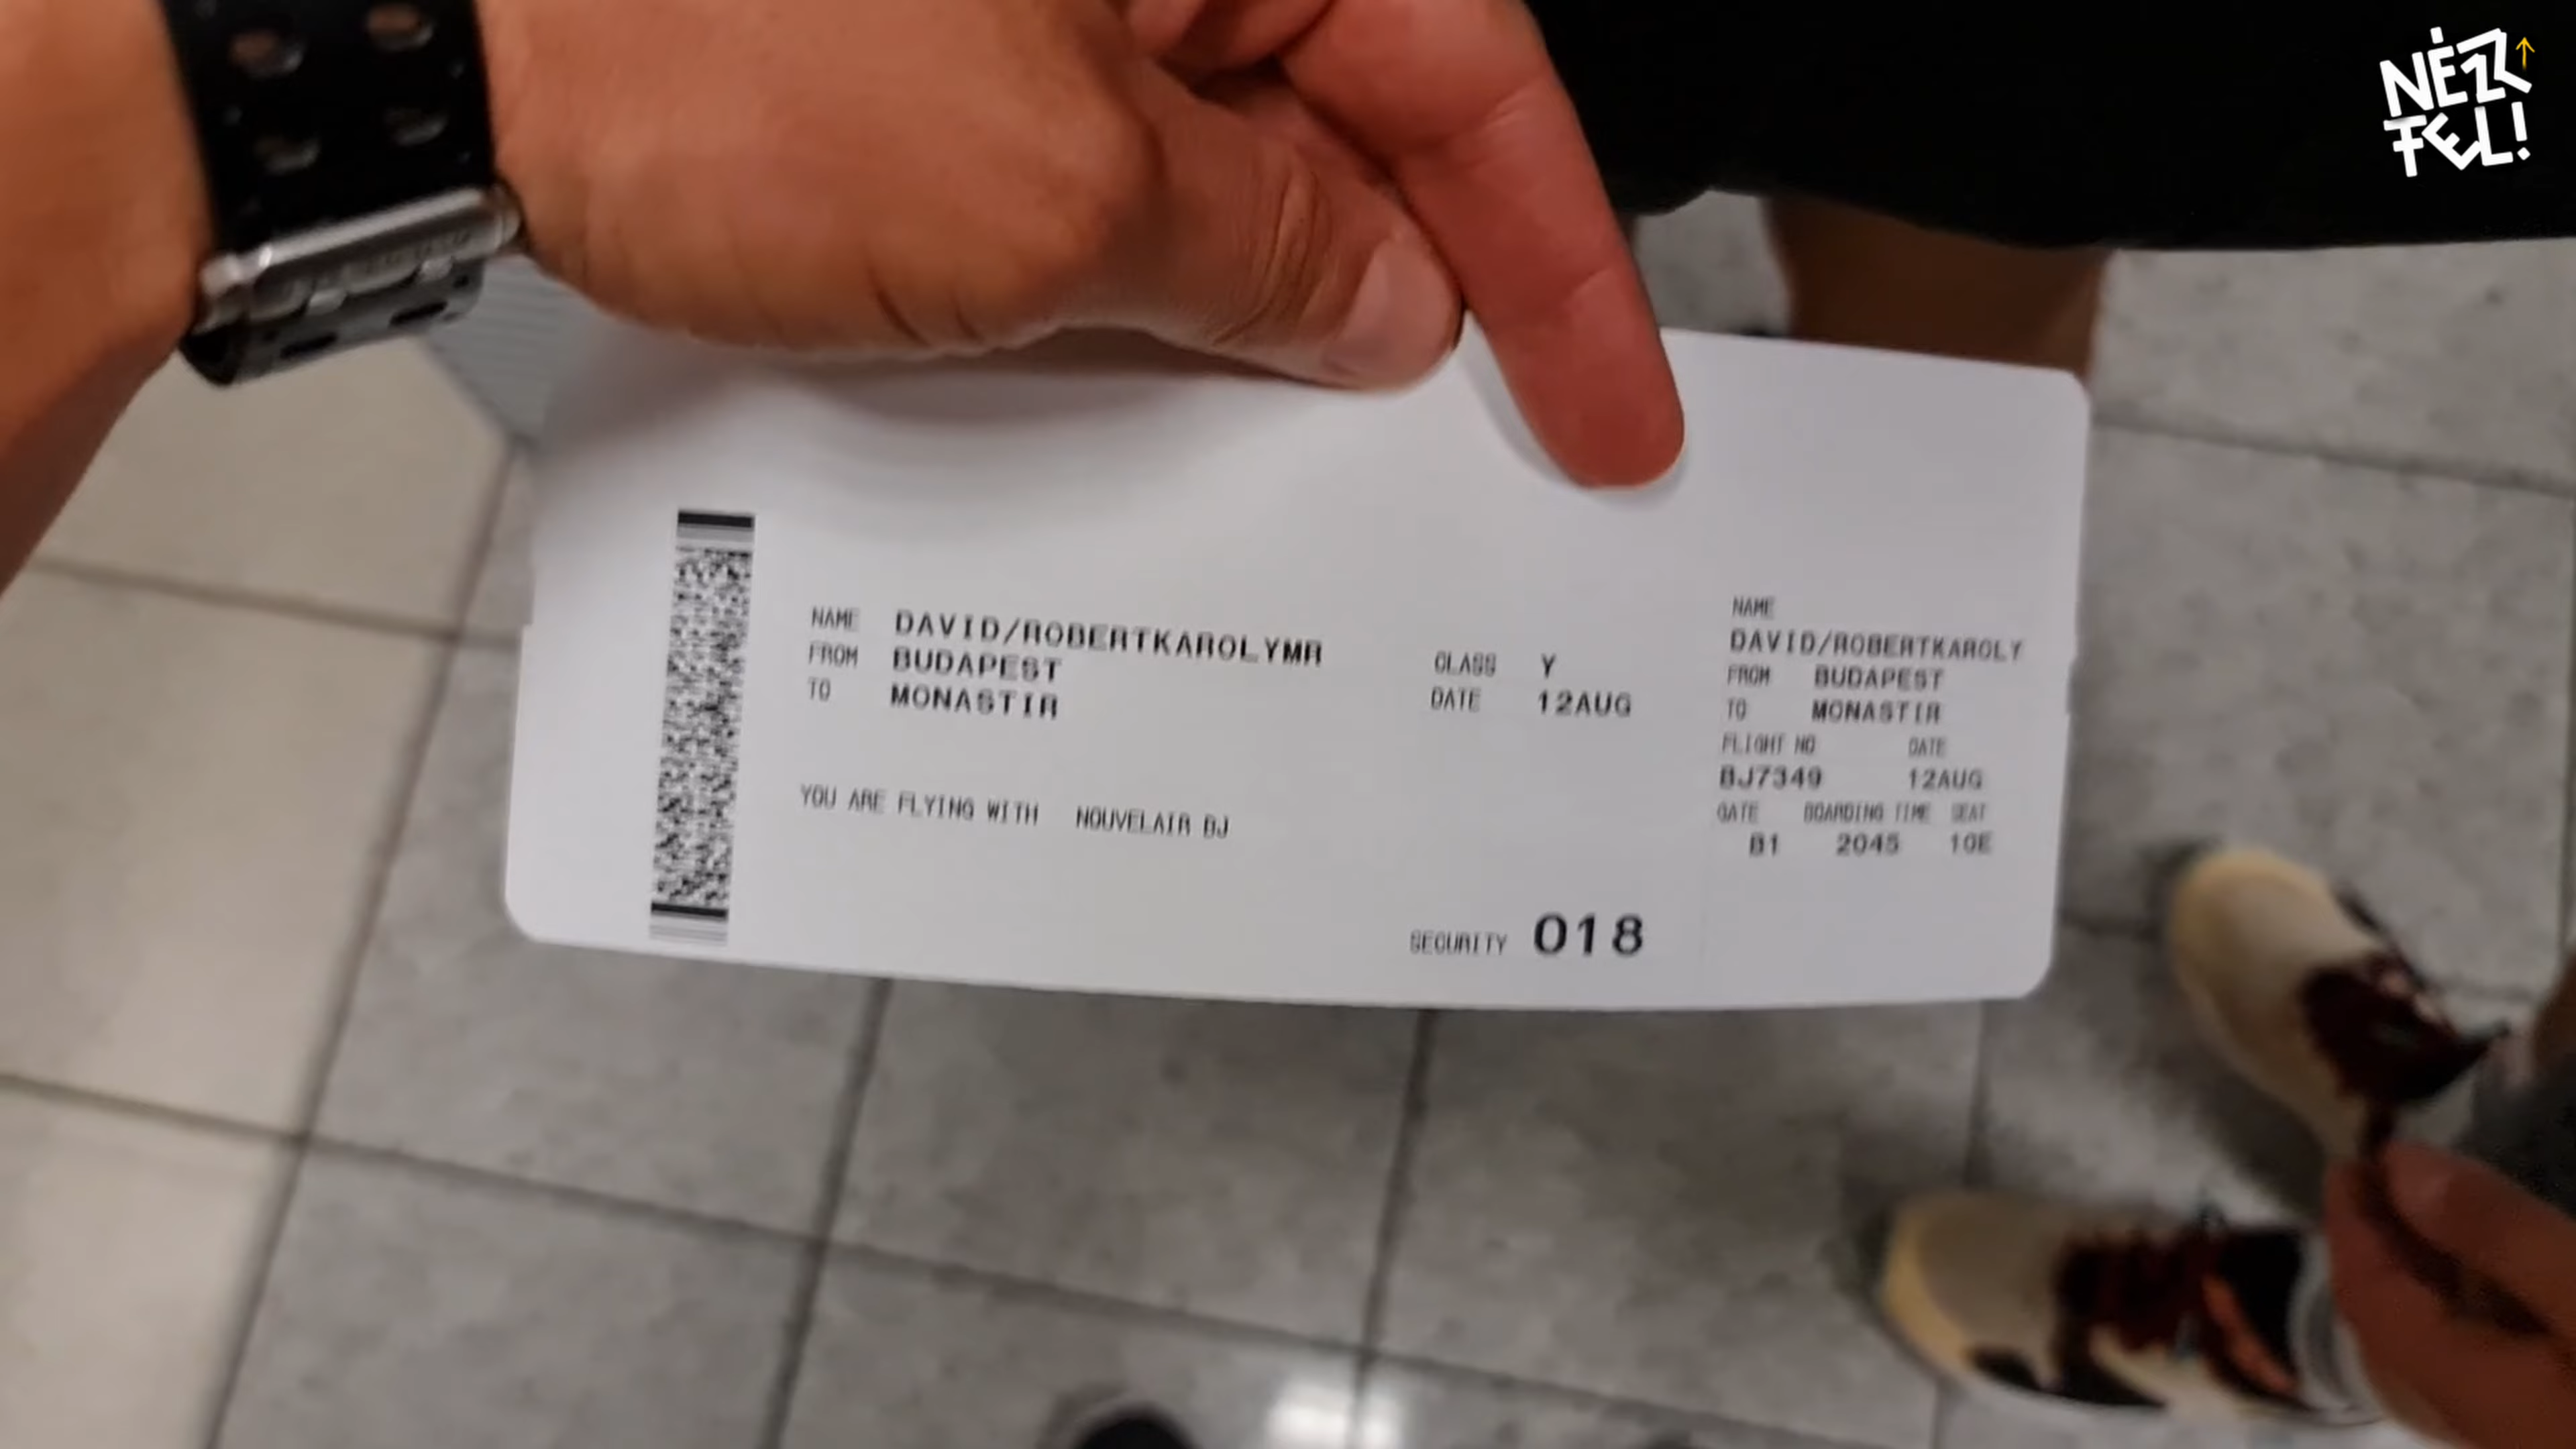 NÉZZ
FEL!
NAME DAVID/ROBERTKAROLYMR
FROM BUDAPEST
TO MONASTIR
CLASS Y
DATE 12AUG
YOU ARE FLYING WITH NOUVELAIR BJ
SECURITY 018
NAME
DAVID/ROBERTKAROLY
FROM BUDAPEST
TO MONASTIR
FLIGHT NO DATE
BJ7349 12AUG
GATE BOARDING TIME SEAT
B1 2045 10E